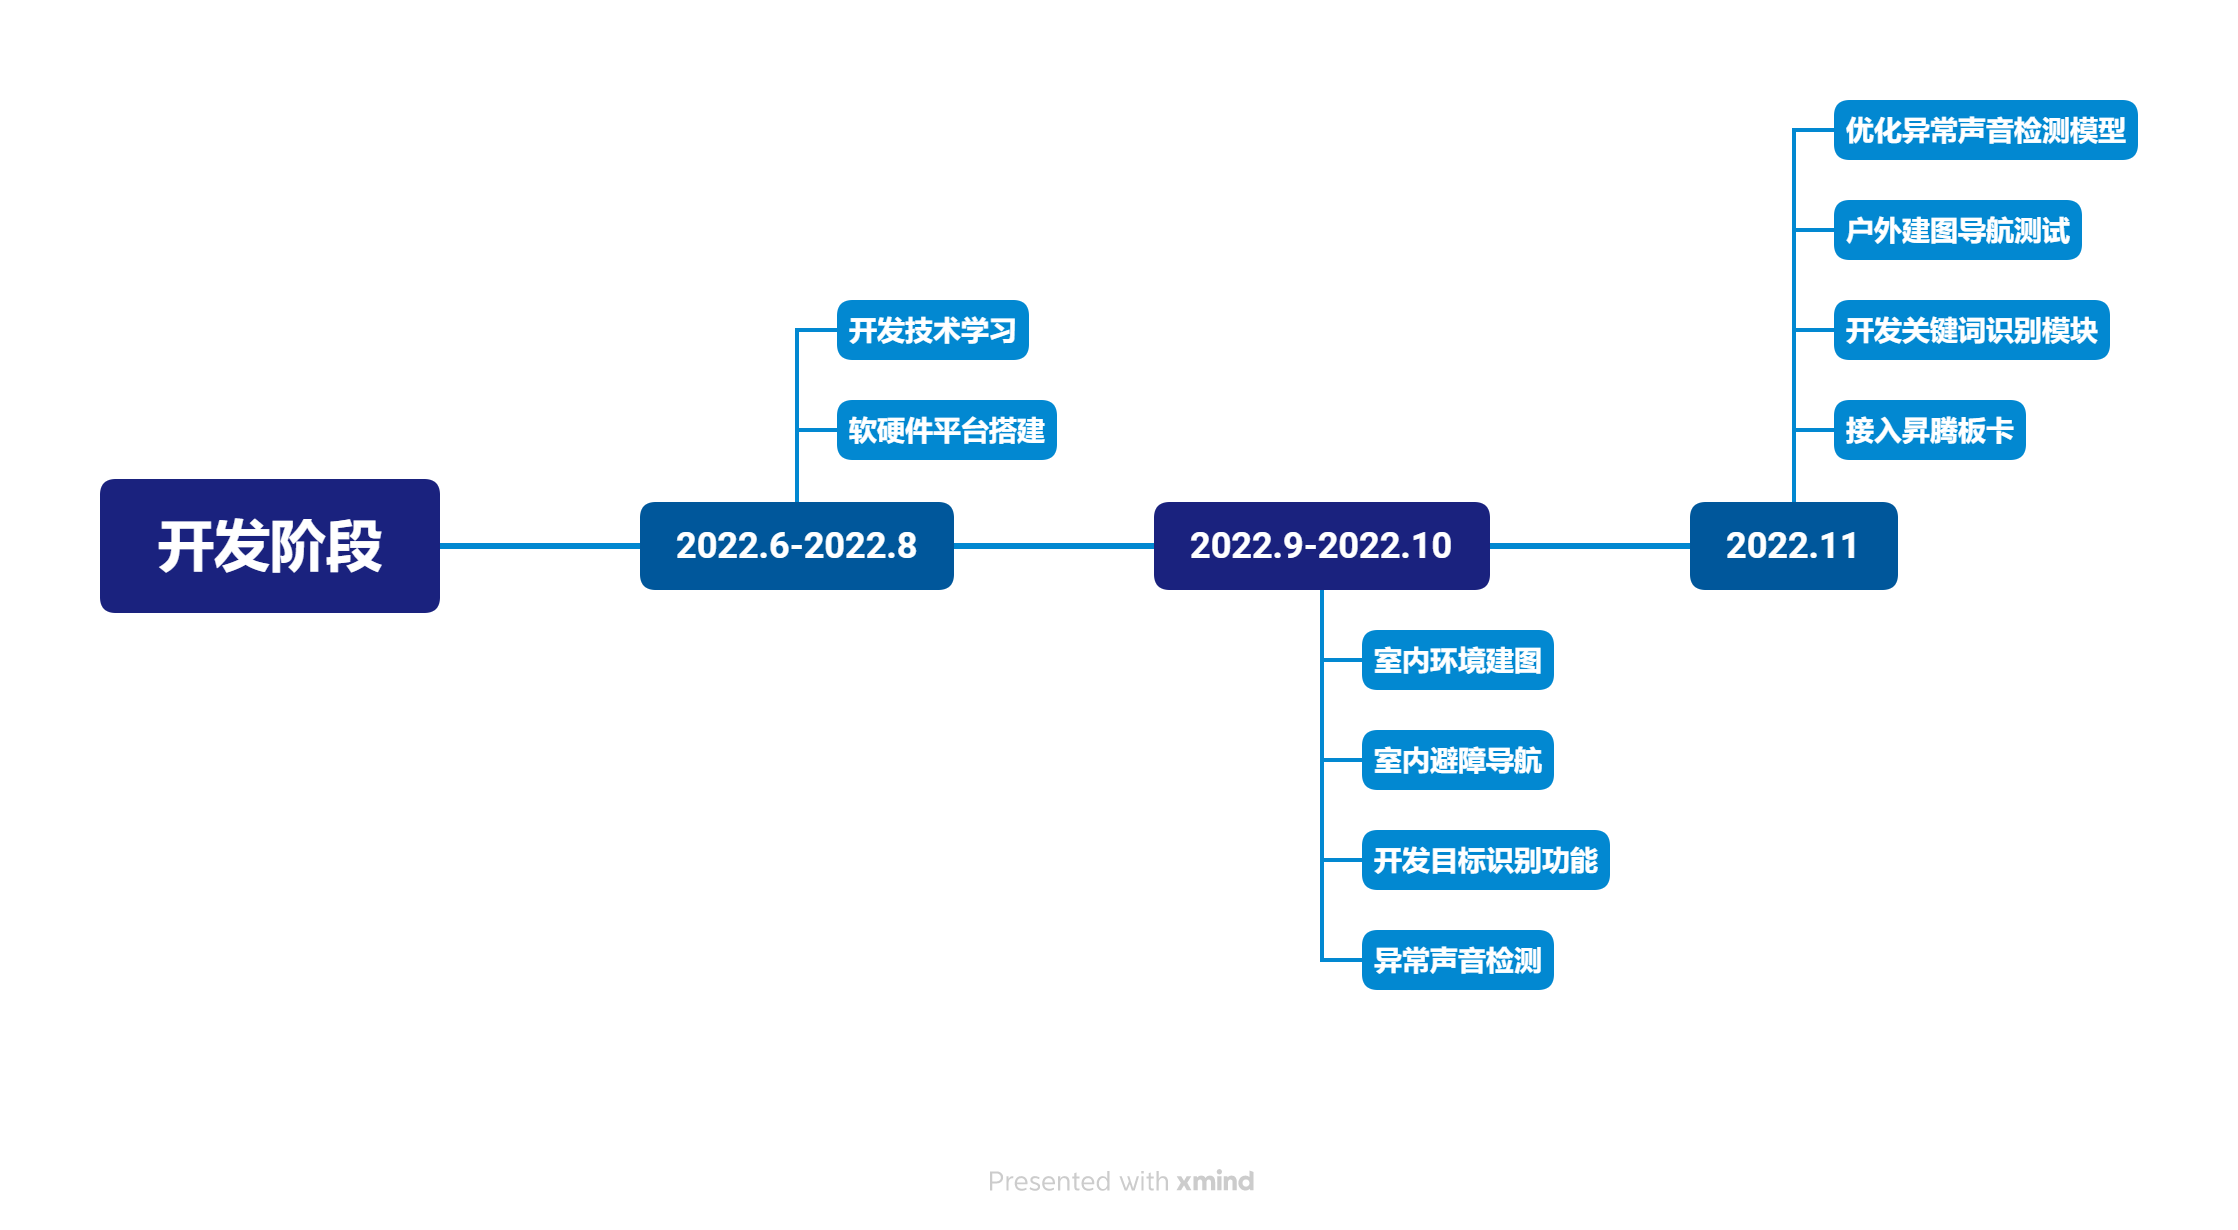 开发阶段
2022.6-2022.8
开发技术学习
软硬件平台搭建
2022.9-2022.10
室内环境建图
室内避障导航
开发目标识别功能
异常声音检测
2022.11
优化异常声音检测模型
户外建图导航测试
开发关键词识别模块
接入昇腾板卡
Presented with xmind